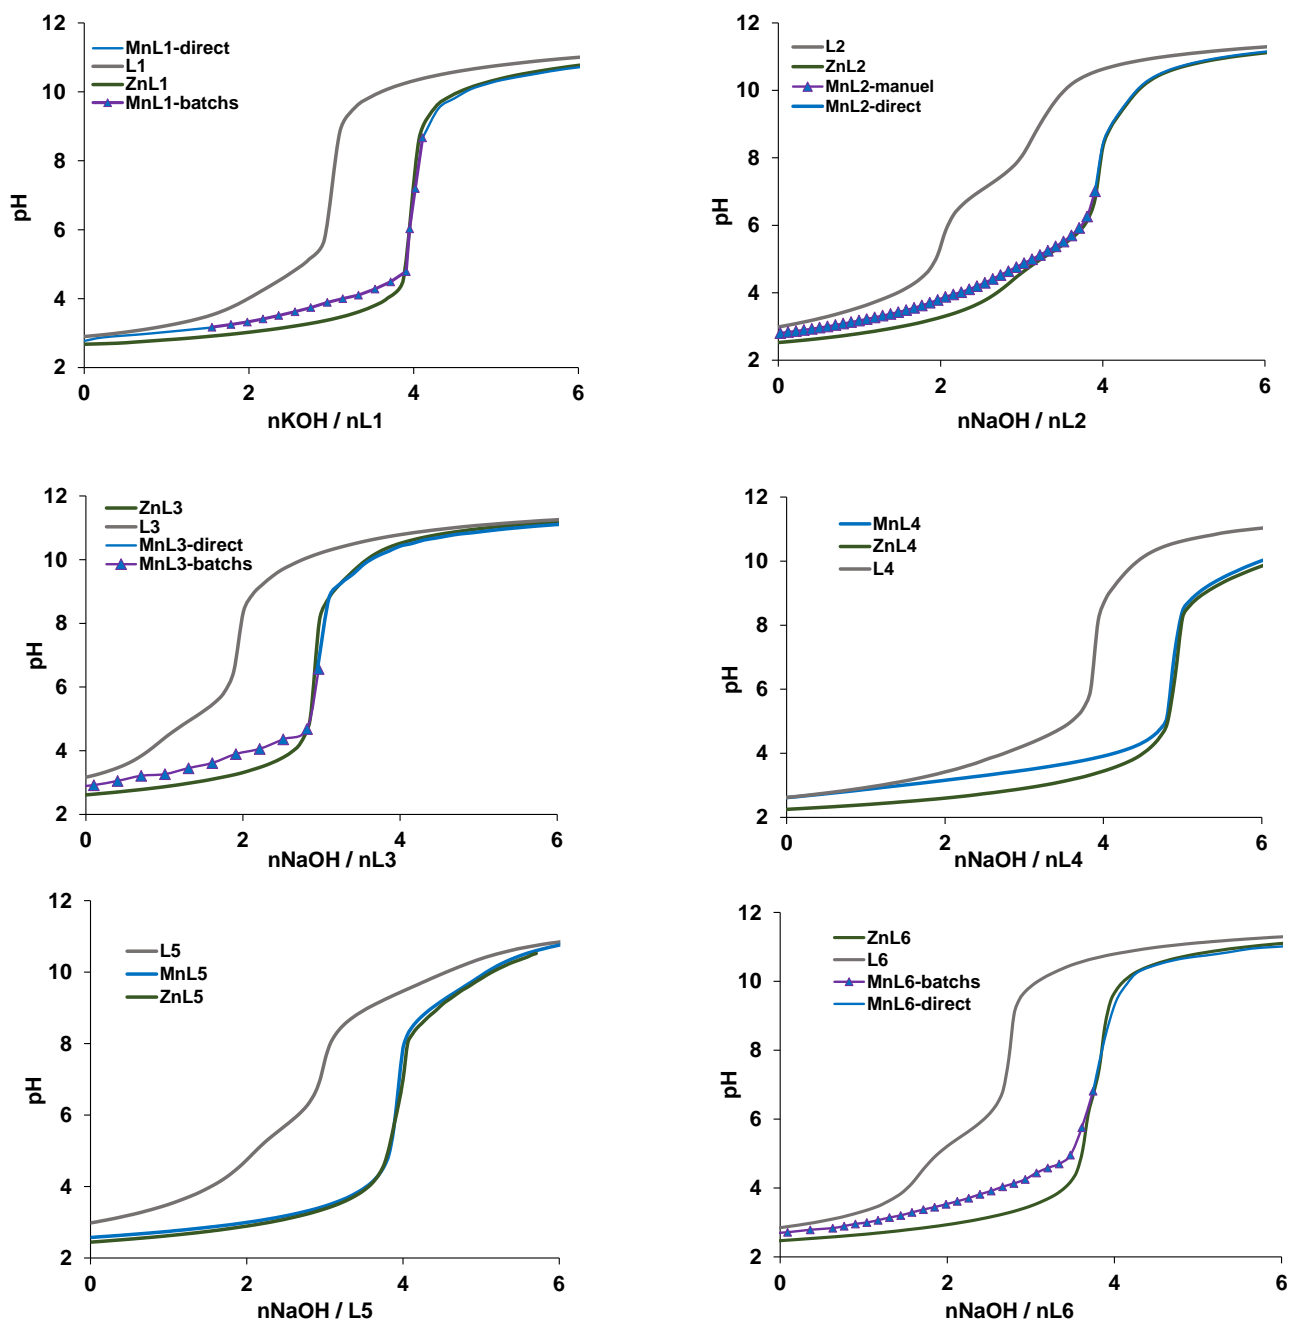 12
10
8
6
4
2
pH
MnL1-direct
L1
ZnL1
MnL1-batchs
0 2 4 6
nKOH / nL1
12
10
8
6
4
2
pH
L2
ZnL2
MnL2-manuel
MnL2-direct
0 2 4 6
nNaOH / nL2
12
10
8
6
4
2
pH
ZnL3
L3
MnL3-direct
MnL3-batchs
0 2 4 6
nNaOH / nL3
12
10
8
6
4
2
pH
MnL4
ZnL4
L4
0 2 4 6
nNaOH / nL4
12
10
8
6
4
2
pH
L5
MnL5
ZnL5
0 2 4 6
nNaOH / L5
12
10
8
6
4
2
pH
ZnL6
L6
MnL6-batchs
MnL6-direct
0 2 4 6
nNaOH / nL6